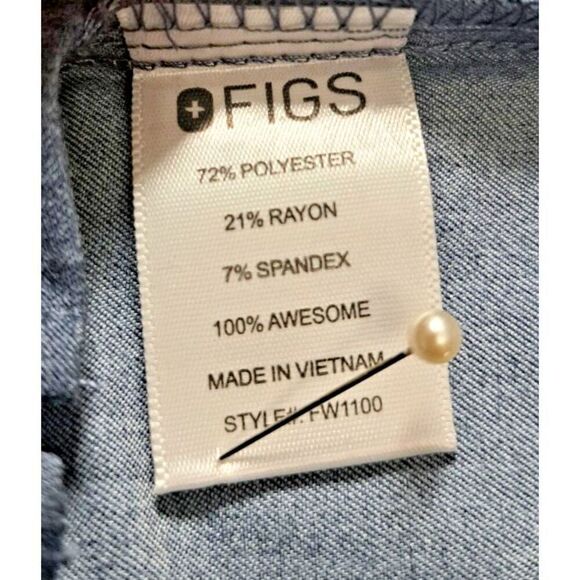 FIGS
72% POLYESTER
21% RAYON
7% SPANDEX
100% AWESOME
MADE IN VIETNAM
STYLE#: FW1100